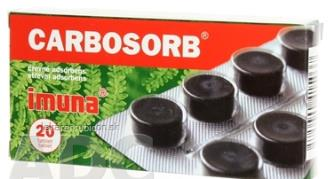 CARBOSORB®
črevné adsorbens
střevní adsorbens
imuna®
20